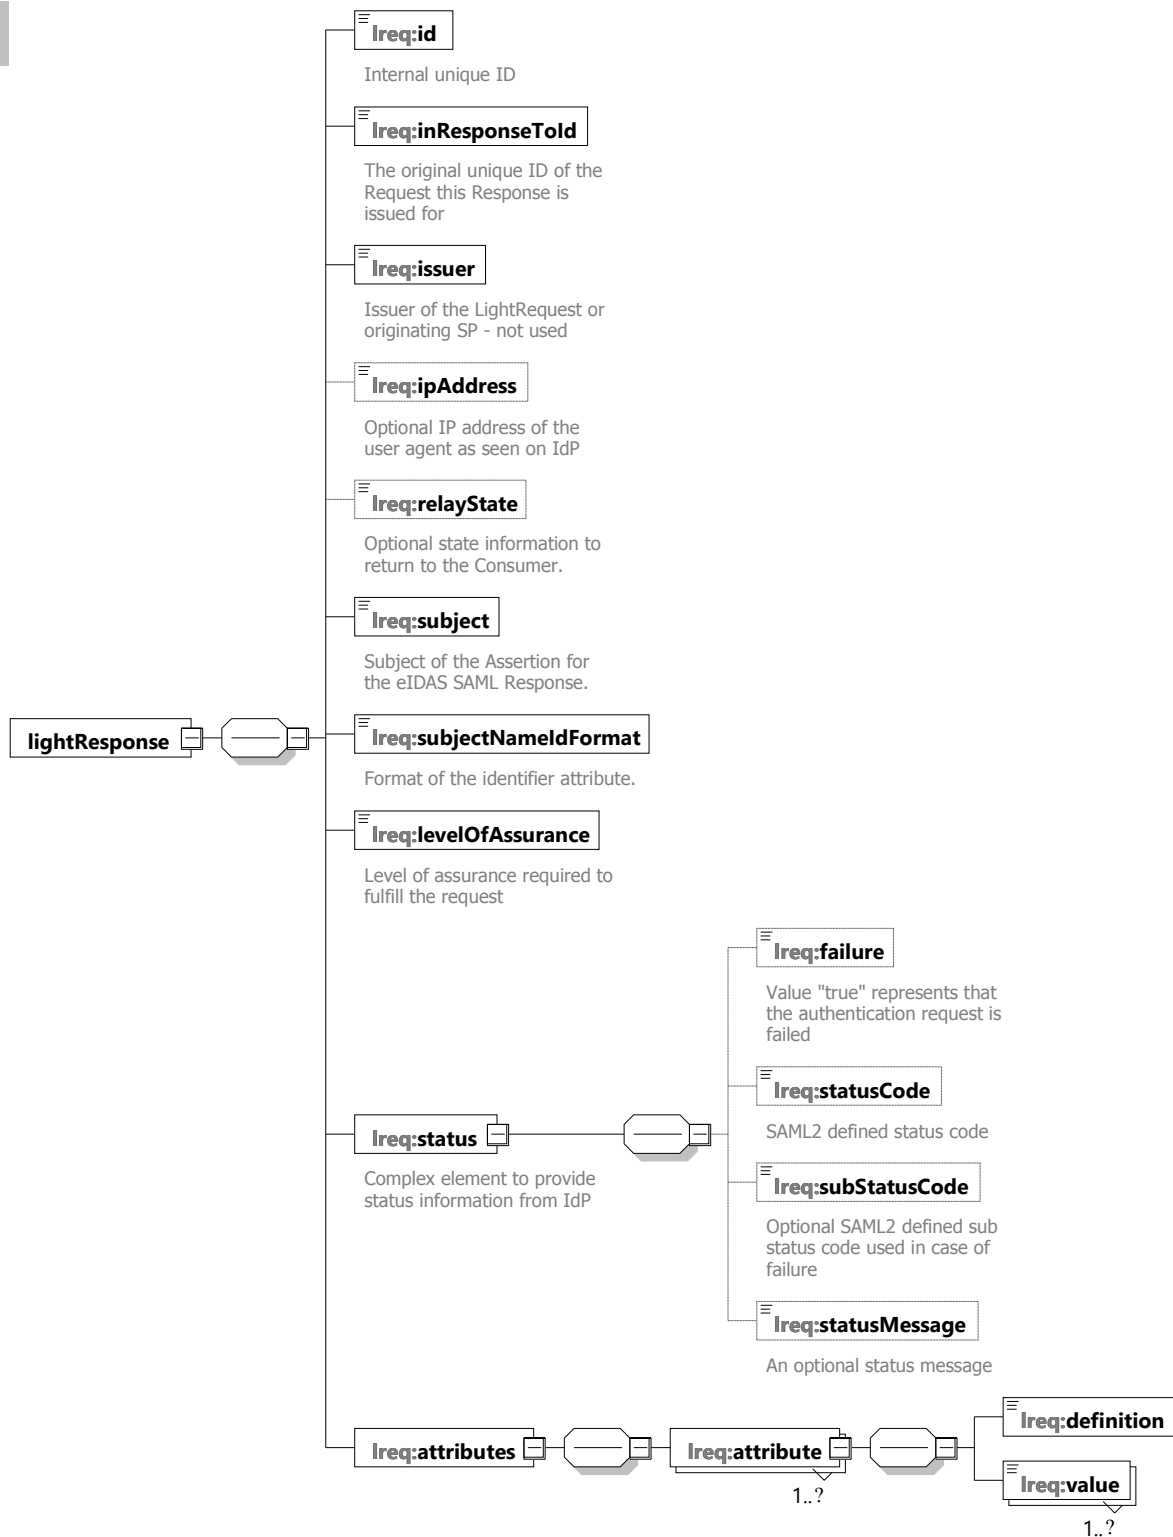 lreq:id
Internal unique ID
lreq:inResponseToId
The original unique ID of the
Request this Response is
issued for
lreq:issuer
Issuer of the LightRequest or
originating SP - not used
lreq:ipAddress
Optional IP address of the
user agent as seen on IdP
lreq:relayState
Optional state information to
return to the Consumer.
lreq:subject
Subject of the Assertion for
the eIDAS SAML Response.
lightResponse
lreq:subjectNameIdFormat
Format of the identifier attribute.
lreq:levelOfAssurance
Level of assurance required to
fulfill the request
lreq:failure
Value "true" represents that
the authentication request is
failed
lreq:statusCode
SAML2 defined status code
lreq:status
Complex element to provide
status information from IdP
lreq:subStatusCode
Optional SAML2 defined sub
status code used in case of
failure
lreq:statusMessage
An optional status message
lreq:attributes
lreq:attribute
1..?
lreq:definition
lreq:value
1..?